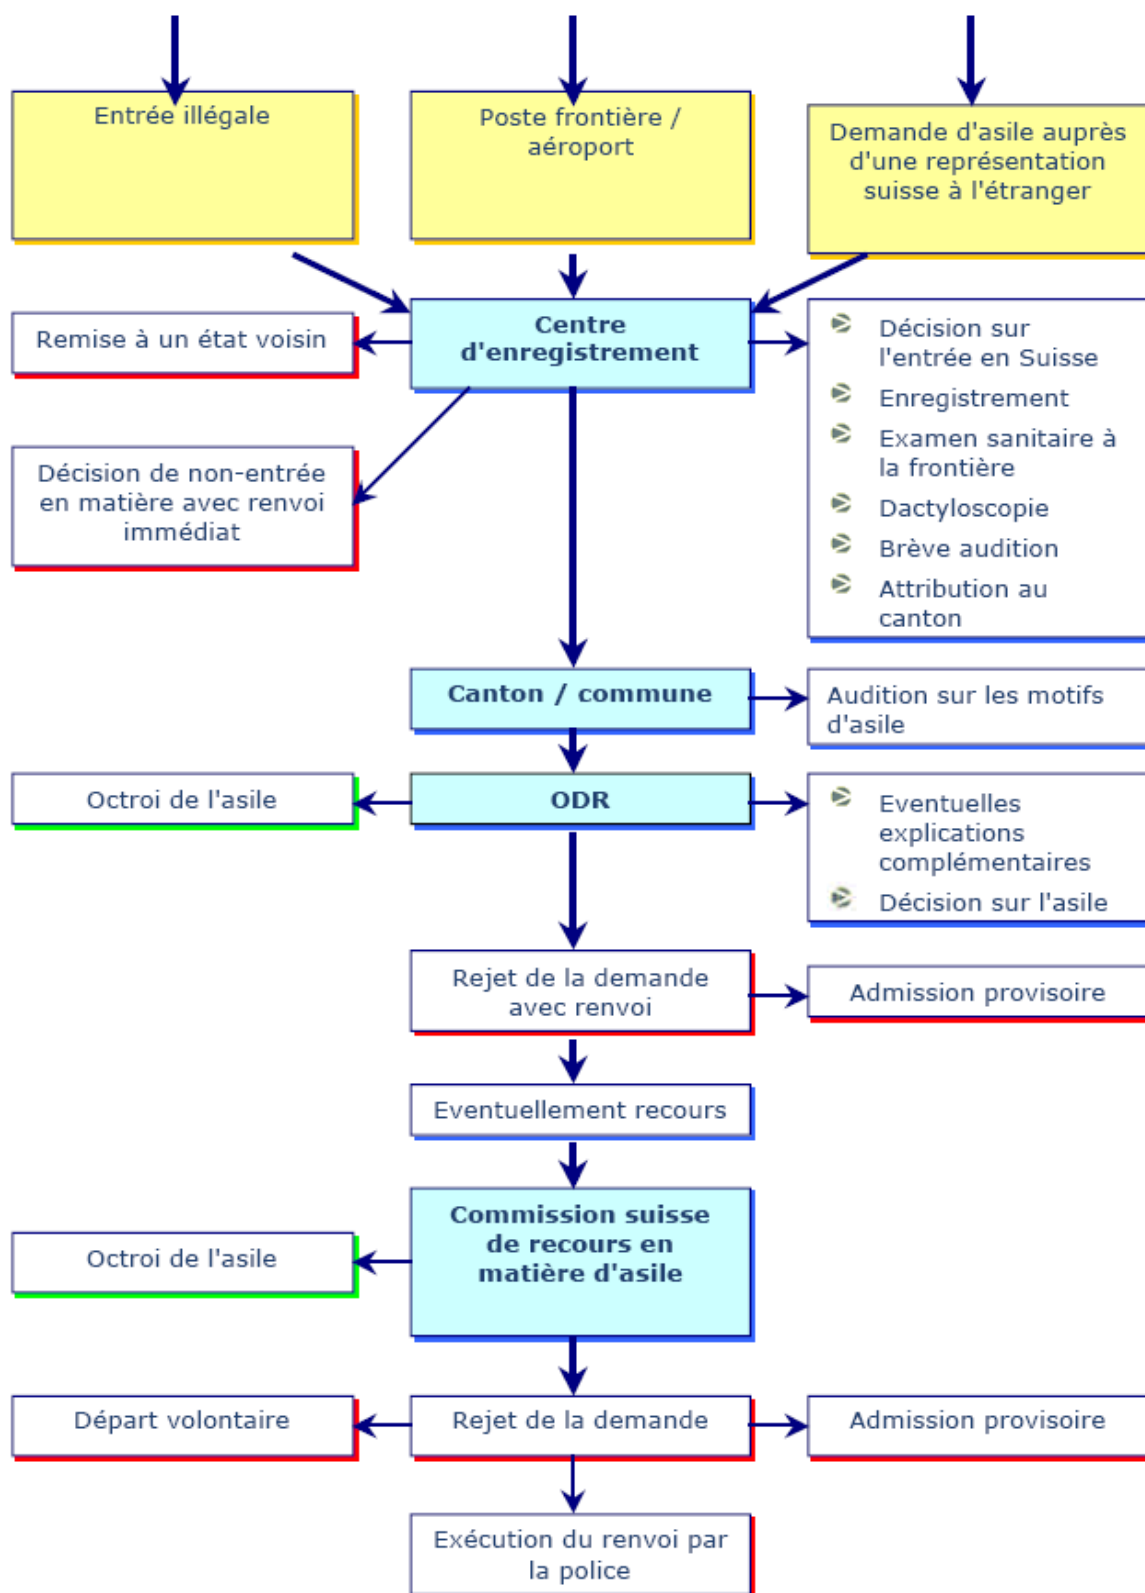 Entrée illégale
Poste frontière /
aéroport
Demande d'asile auprès
d'une représentation
suisse à l'étranger
Remise à un état voisin
Centre
d'enregistrement
Décision sur
l'entrée en Suisse
Enregistrement
Examen sanitaire à
la frontière
Dactyloscopie
Brève audition
Attribution au
canton
Décision de non-entrée
en matière avec renvoi
immédiat
Canton / commune
Audition sur les motifs
d'asile
Octroi de l'asile
ODR
Eventuelles
explications
complémentaires
Décision sur l'asile
Rejet de la demande
avec renvoi
Admission provisoire
Eventuellement recours
Commission suisse
de recours en
matière d'asile
Octroi de l'asile
Départ volontaire
Rejet de la demande
Admission provisoire
Exécution du renvoi par
la police